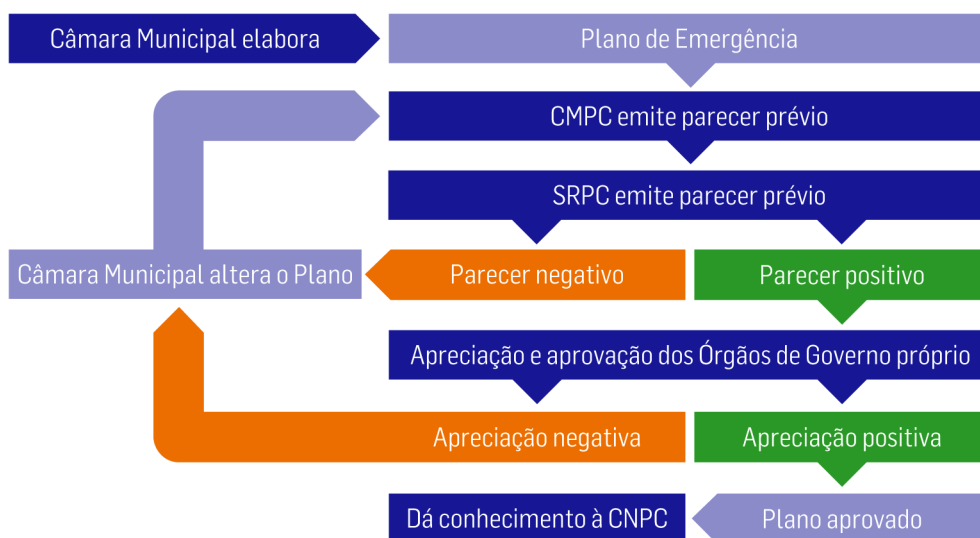 Câmara Municipal elabora
Plano de Emergência
CMPC emite parecer prévio
SRPC emite parecer prévio
Câmara Municipal altera o Plano
Parecer negativo
Parecer positivo
Apreciação e aprovação dos Órgãos de Governo próprio
Apreciação negativa
Apreciação positiva
Dá conhecimento à CNPC
Plano aprovado